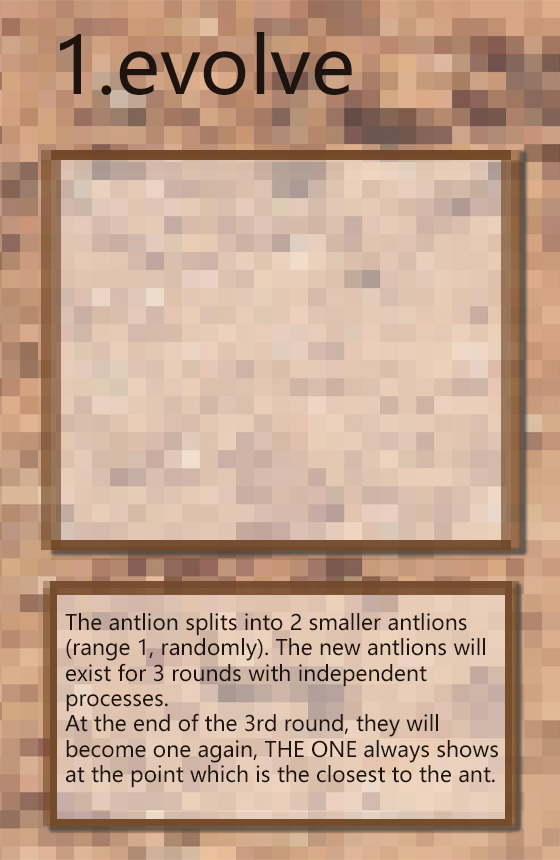 1.evolve
The antlion splits into 2 smaller antlions
(range 1, randomly). The new antlions will
exist for 3 rounds with independent
processes.
At the end of the 3rd round, they will
become one again, THE ONE always shows
at the point which is the closest to the ant.